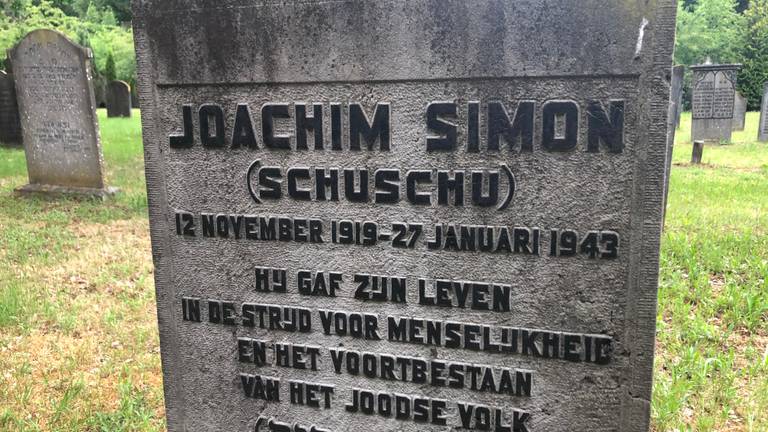 JOACHIM SIMON
(SCHUSCHU)
12 NOVEMBER 1919-27 JANUARI 1943
HIJ GAF ZIJN LEVEN
IN DE STRIJD VOOR MENSELIJKHEID
EN HET VOORTBESTAAN
VAN HET JOODSE VOLK